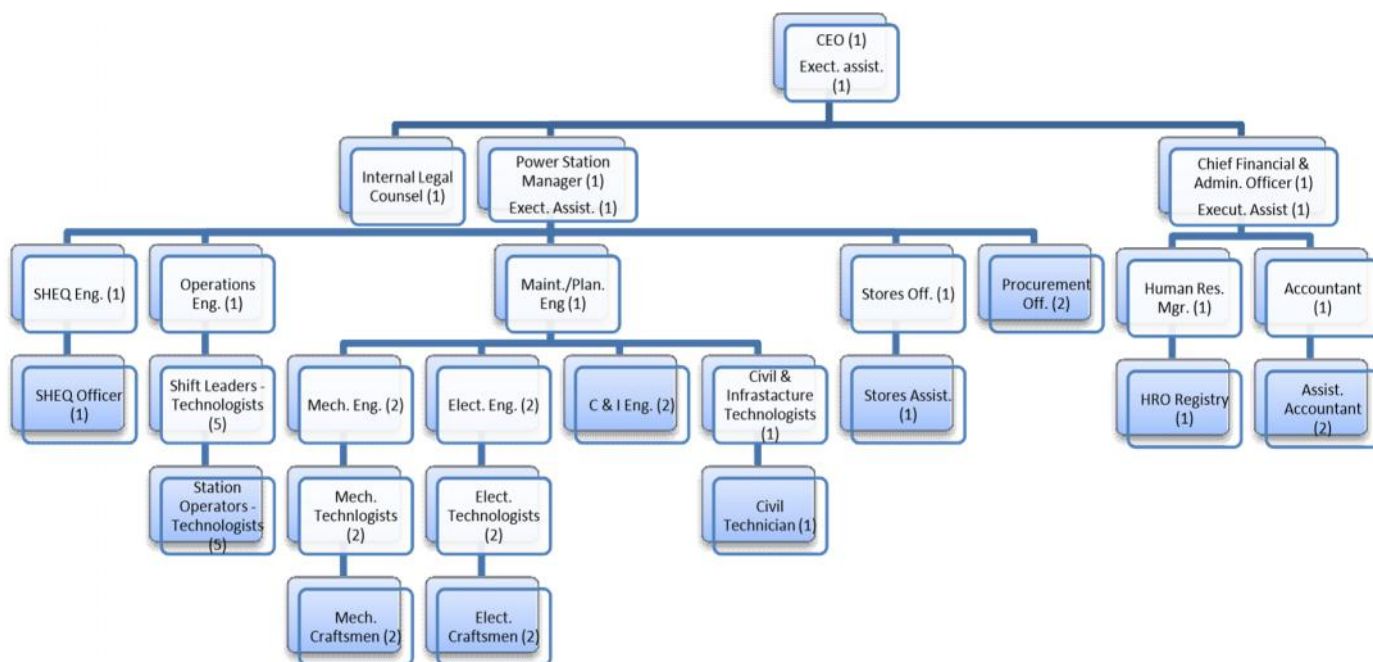 CEO (1)
Exect. assist.
(1)
Internal Legal
Counsel (1)
Power Station
Manager (1)
Exect. Assist. (1)
Chief Financial &
Admin. Officer (1)
Execut. Assist (1)
SHEQ Eng. (1)
Operations
Eng. (1)
Maint./Plan.
Eng (1)
Stores Off. (1)
Procurement
Off. (2)
Human Res.
Mgr. (1)
Accountant
(1)
SHEQ Officer
(1)
Shift Leaders -
Technologists
(5)
Mech. Eng. (2)
Elect. Eng. (2)
C & I Eng. (2)
Civil &
Infrastacture
Technologists
(1)
Stores Assist.
(1)
HRO Registry
(1)
Assist.
Accountant
(2)
Station
Operators -
Technologists
(5)
Mech.
Technlogists
(2)
Elect.
Technologists
(2)
Civil
Technician (1)
Mech.
Craftsmen (2)
Elect.
Craftsmen (2)